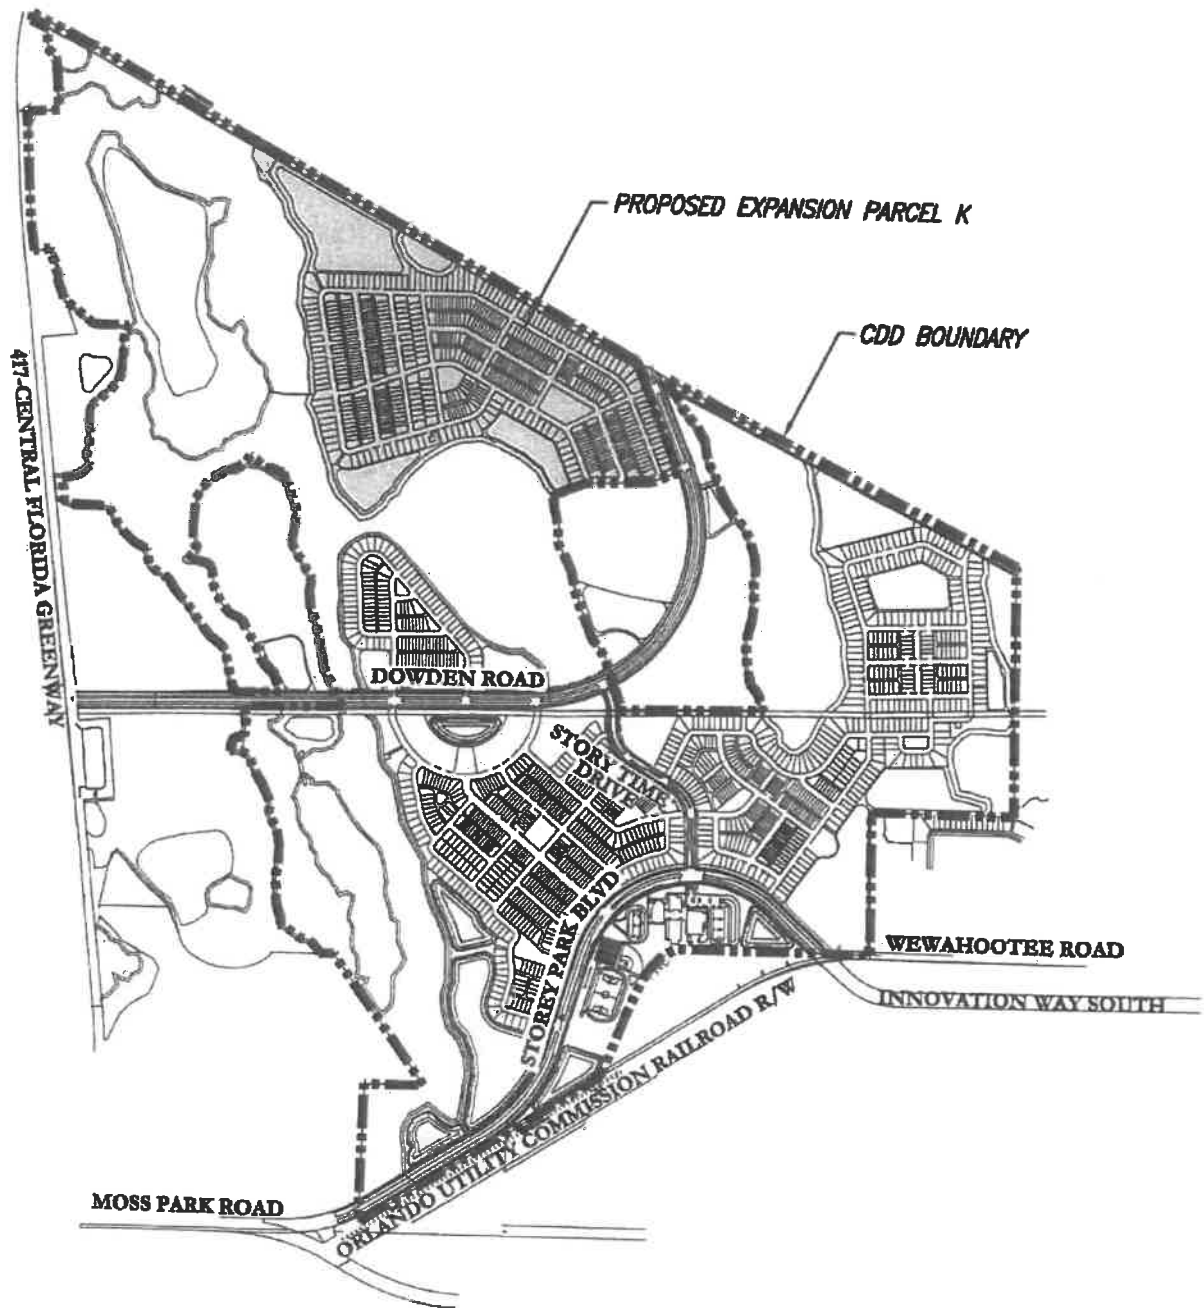 PROPOSED EXPANSION PARCEL K
CDD BOUNDARY
417-CENTRAL FLORIDA GREENWAY
DOWDEN ROAD
STORY TIME
DRIVE
STOREY PARK BLVD
WEWAHOOTEE ROAD
INNOVATION WAY SOUTH
ORLANDO UTILITY COMMISSION RAILROAD R/W
MOSS PARK ROAD